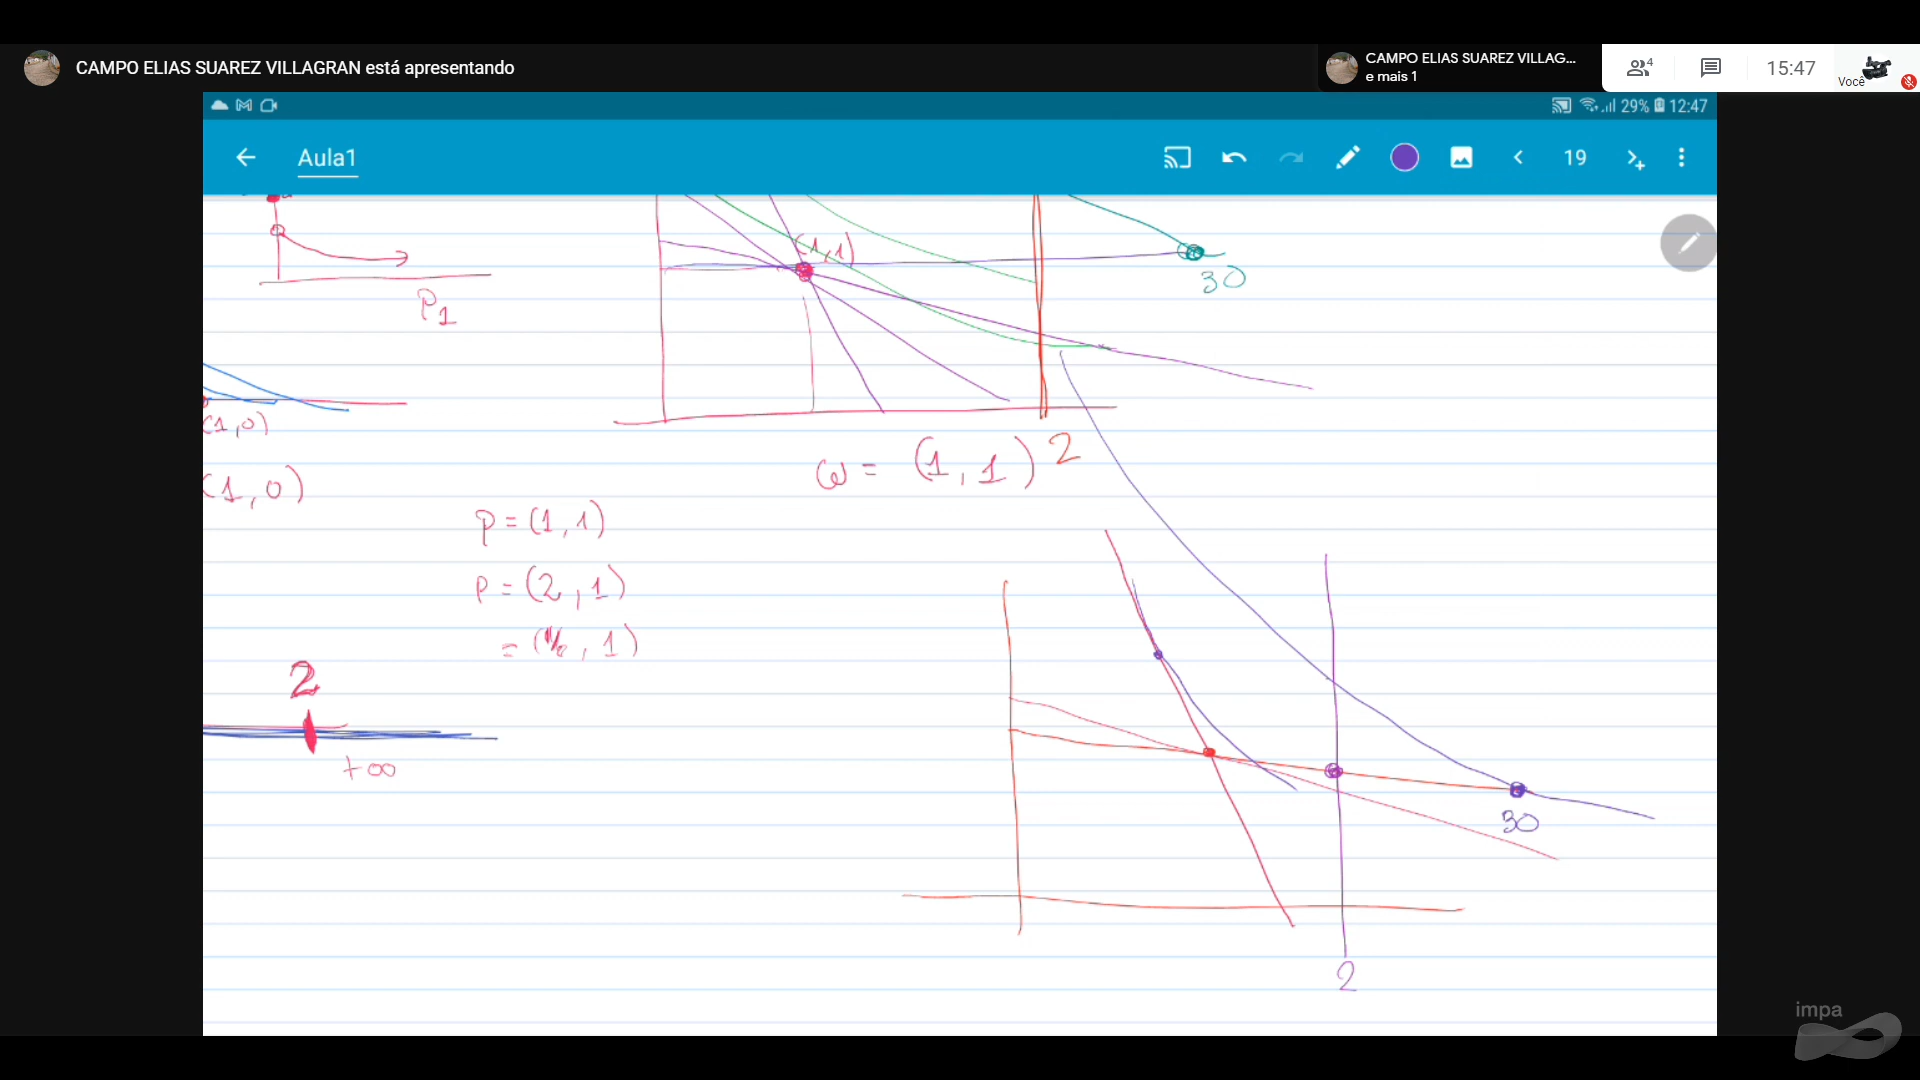 CAMPO ELIAS SUAREZ VILLAGRAN está apresentando
CAMPO ELIAS SUAREZ VILLAG...
e mais 1
4
15:47
Você
29% 12:47
Aula1
19
(1,1)
30
P1
(1,0)
ω = (1,1) 2
(1,0)
p = (1,1)
p = (2,1)
= (1/2, 1)
2
+∞
30
2
impa